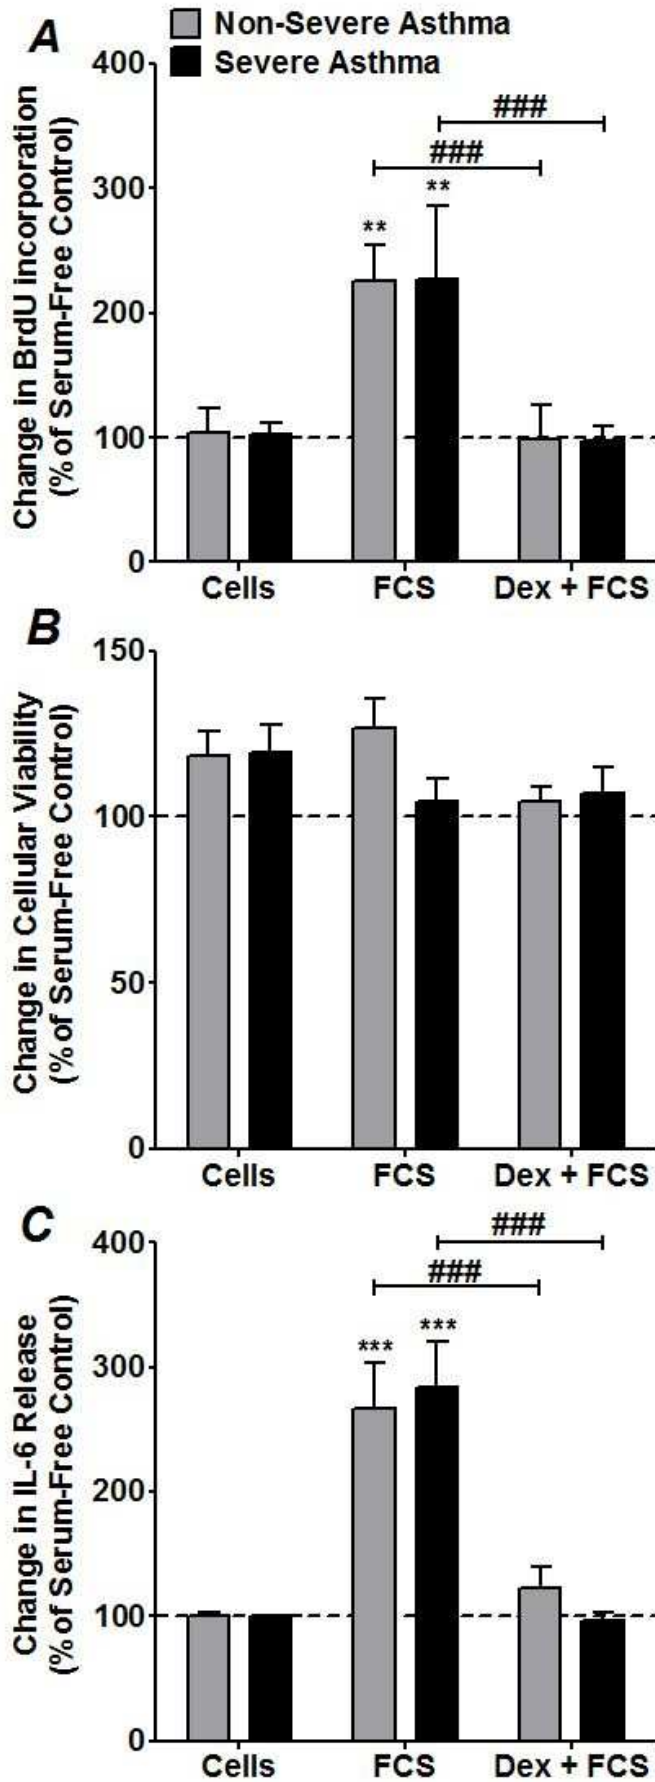 A
Non-Severe Asthma
Severe Asthma
Change in BrdU incorporation
(% of Serum-Free Control)
400
300
200
100
0
###
###
**
**
Cells FCS Dex + FCS
B
Change in Cellular Viability
(% of Serum-Free Control)
150
100
50
0
Cells FCS Dex + FCS
C
Change in IL-6 Release
(% of Serum-Free Control)
400
300
200
100
0
###
###
***
***
Cells FCS Dex + FCS